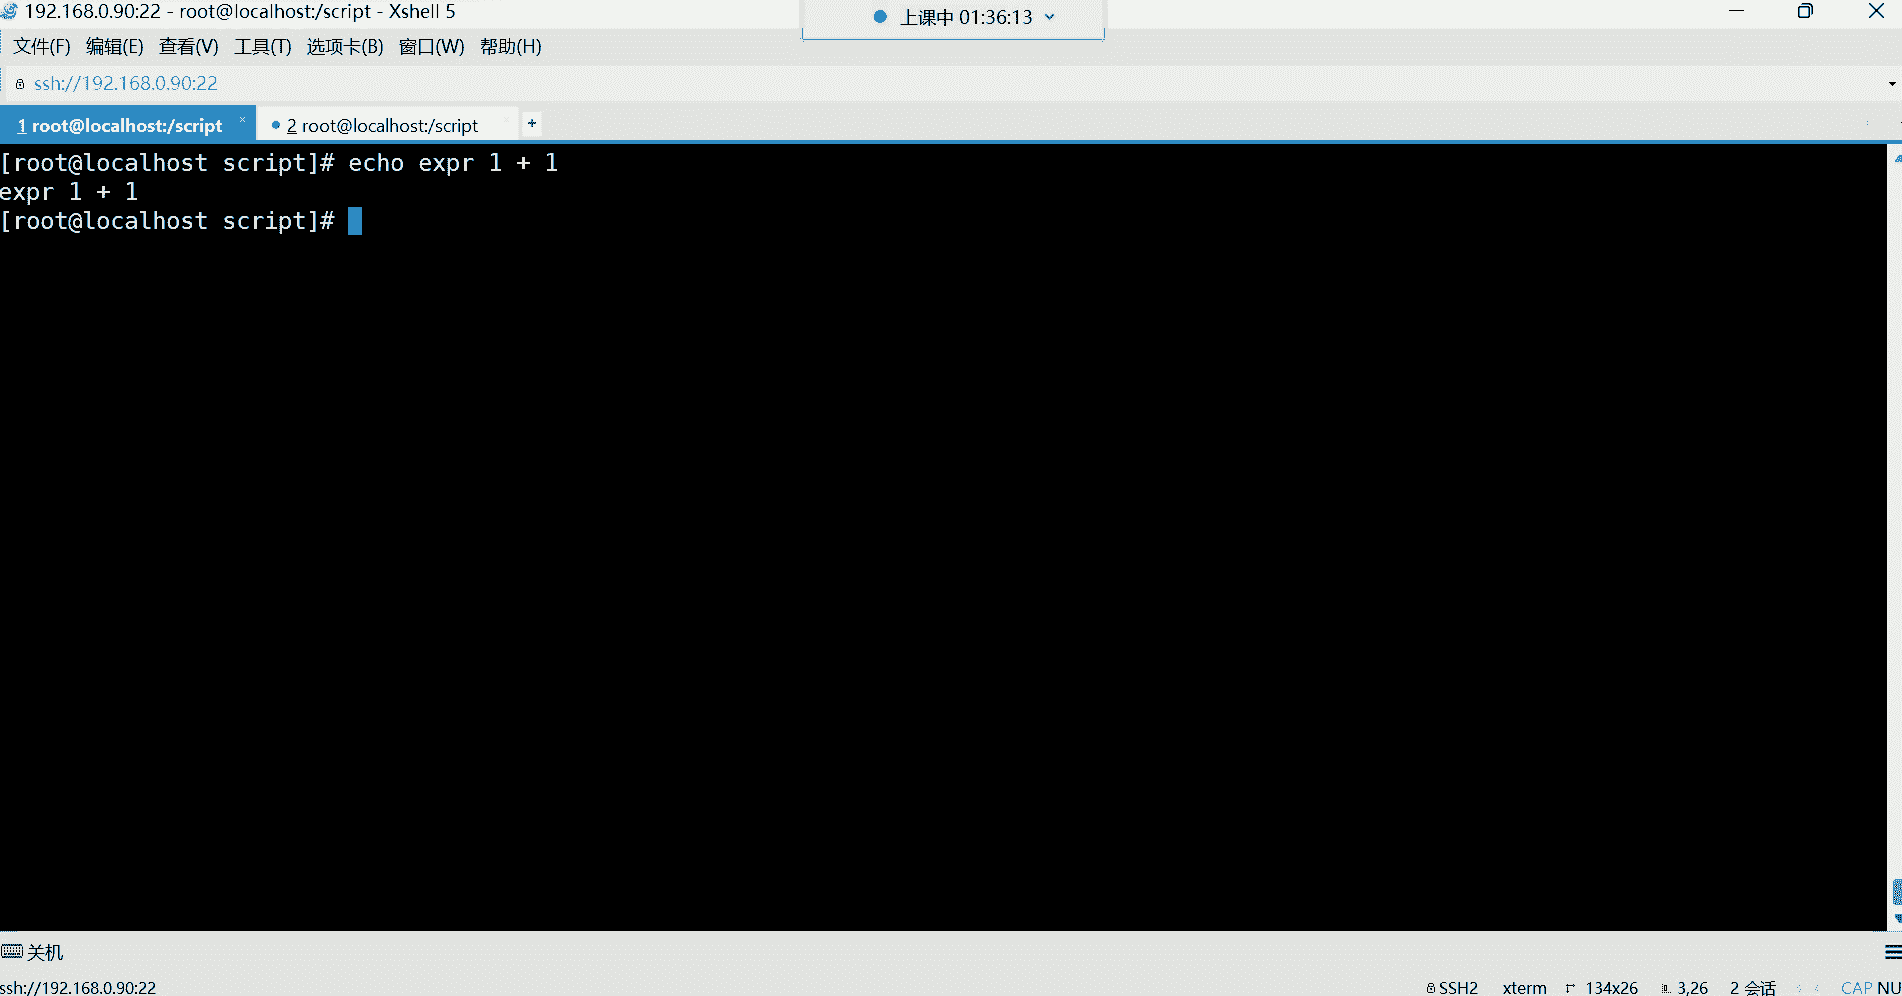 192.168.0.90:22 - root@localhost:/script - Xshell 5
上课中 01:36:13
文件(F) 编辑(E) 查看(V) 工具(T) 选项卡(B) 窗口(W) 帮助(H)
ssh://192.168.0.90:22
1 root@localhost:/script × 2 root@localhost:/script +
[root@localhost script]# echo expr 1 + 1
expr 1 + 1
[root@localhost script]#
关机
ssh://192.168.0.90:22 SSH2 xterm 134x26 3,26 2 会话 CAP NU